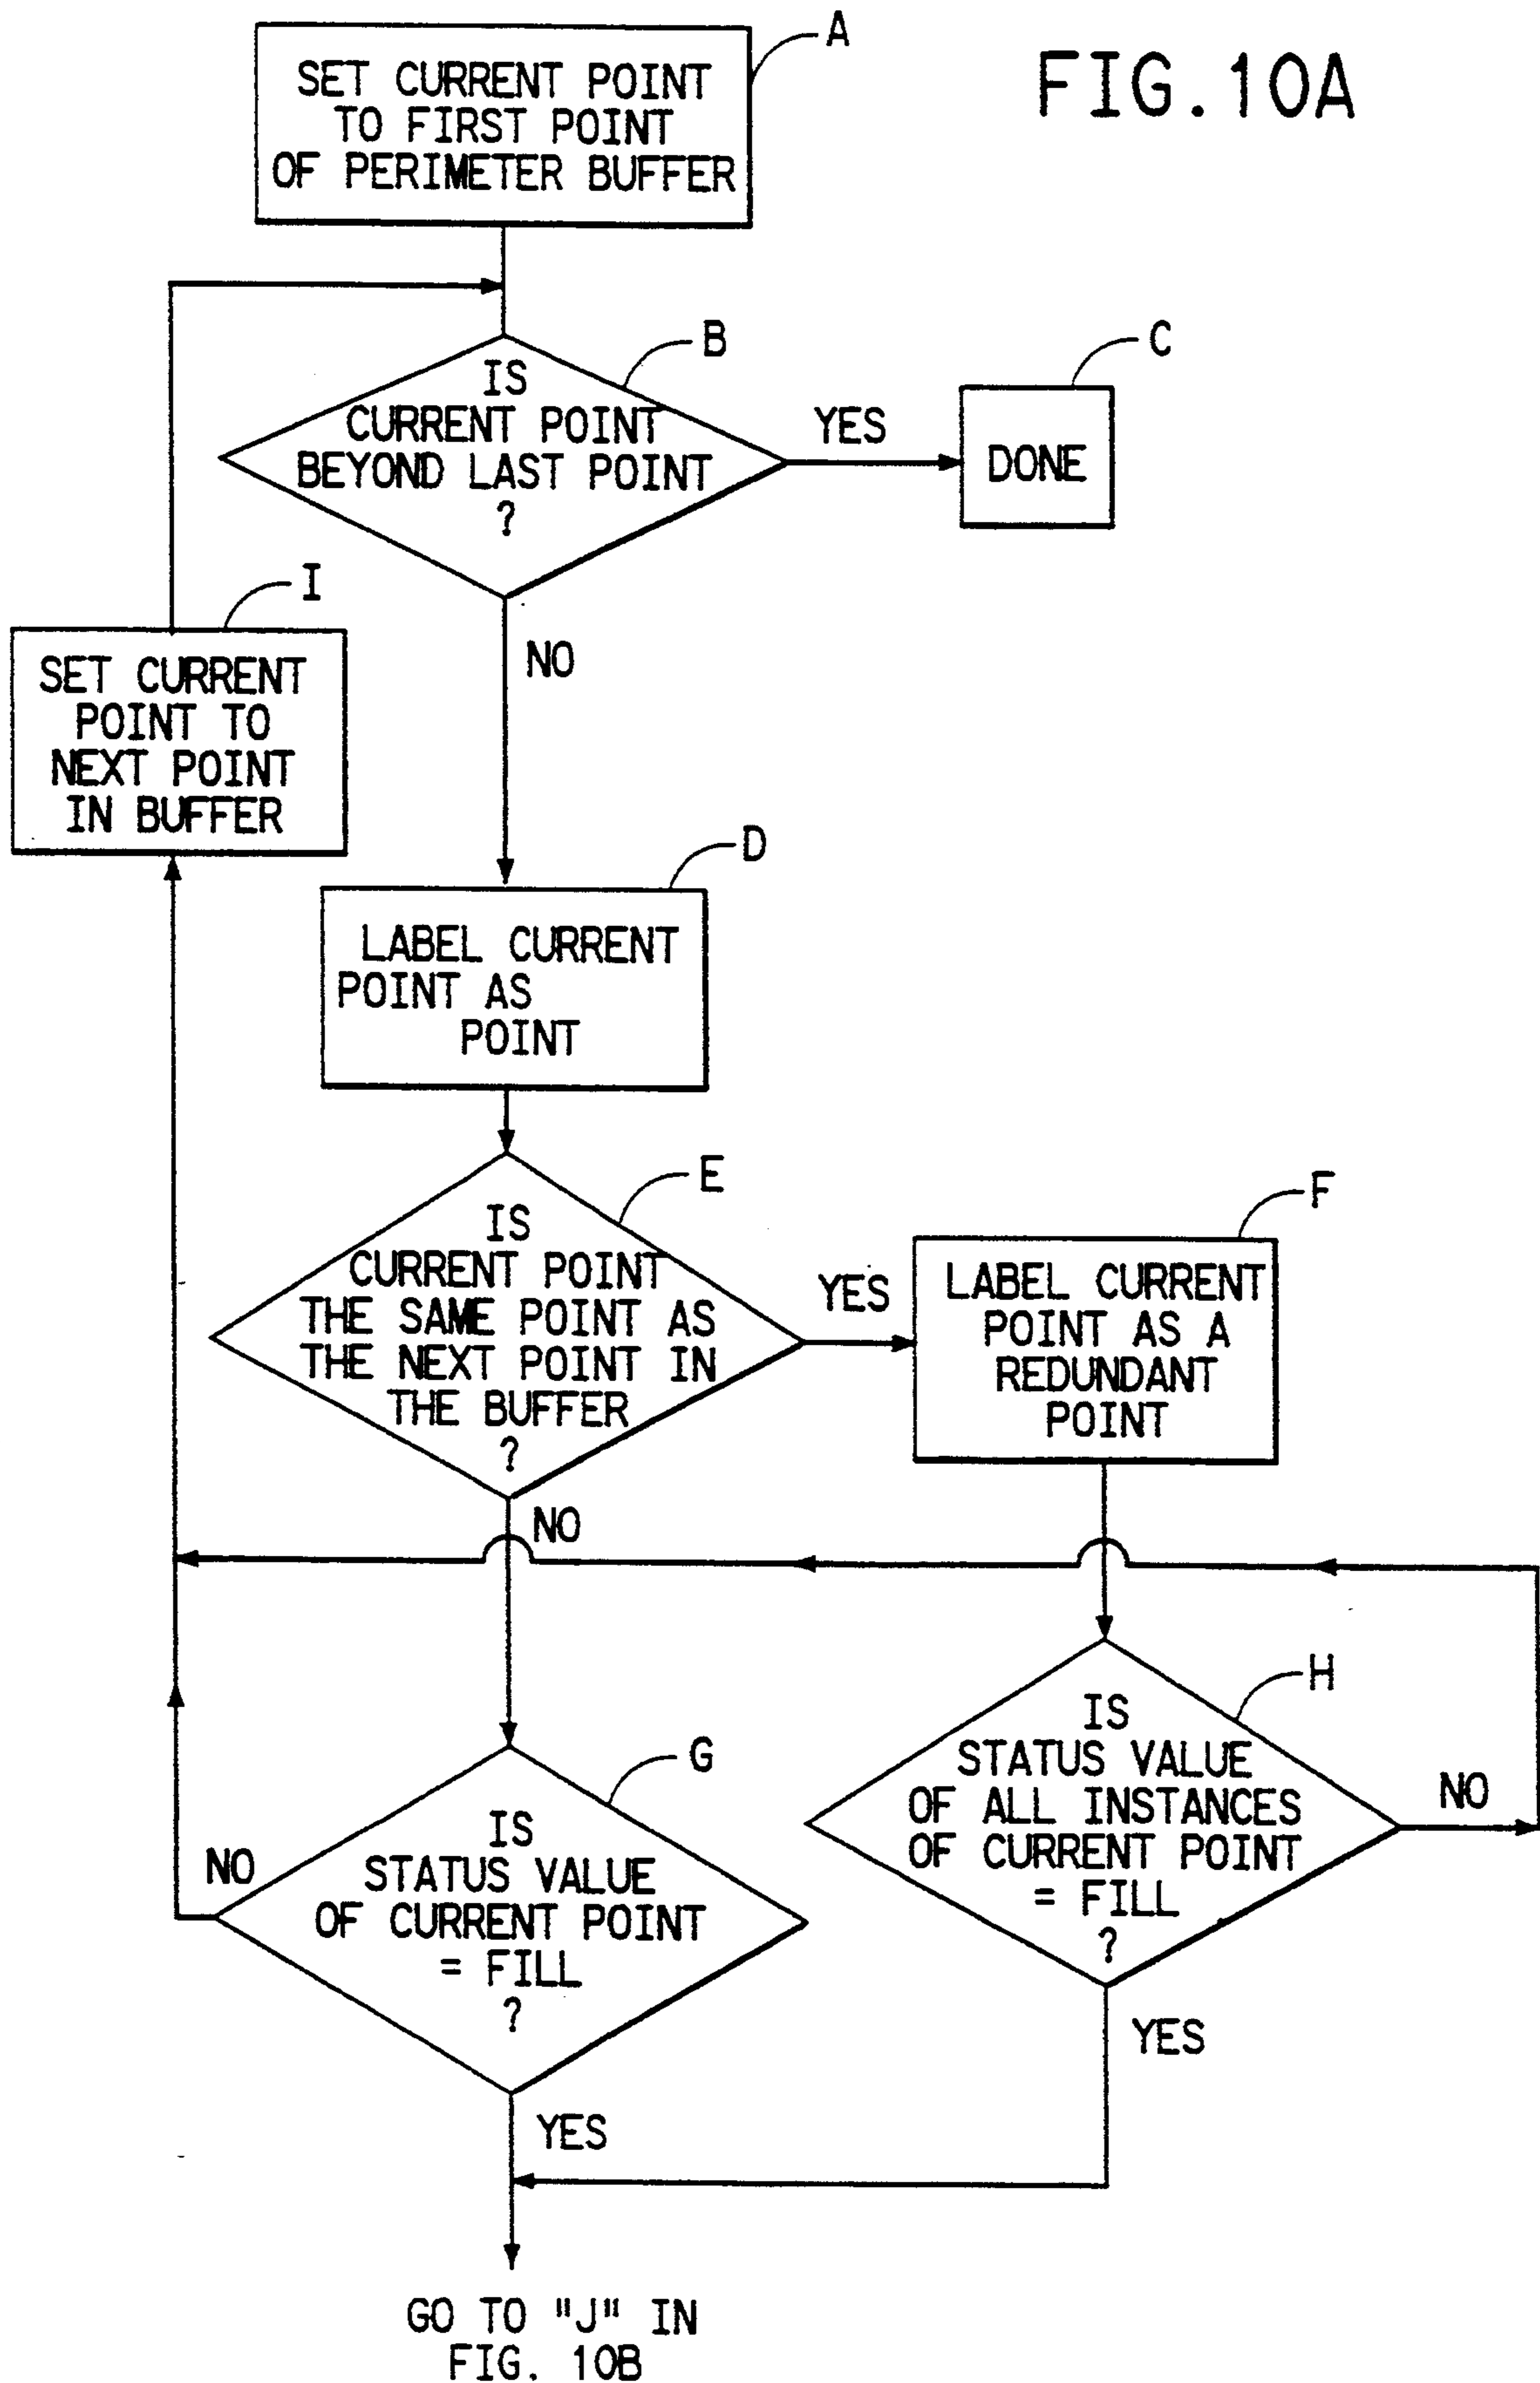 FIG.10A
A
SET CURRENT POINT
TO FIRST POINT
OF PERIMETER BUFFER
B
IS
CURRENT POINT
BEYOND LAST POINT
?
YES
C
DONE
NO
I
SET CURRENT
POINT TO
NEXT POINT
IN BUFFER
D
LABEL CURRENT
POINT AS
POINT
E
IS
CURRENT POINT
THE SAME POINT AS
THE NEXT POINT IN
THE BUFFER
?
YES
F
LABEL CURRENT
POINT AS A
REDUNDANT
POINT
NO
G
IS
STATUS VALUE
OF CURRENT POINT
= FILL
?
NO
YES
H
IS
STATUS VALUE
OF ALL INSTANCES
OF CURRENT POINT
= FILL
?
NO
YES
GO TO "J" IN
FIG. 10B